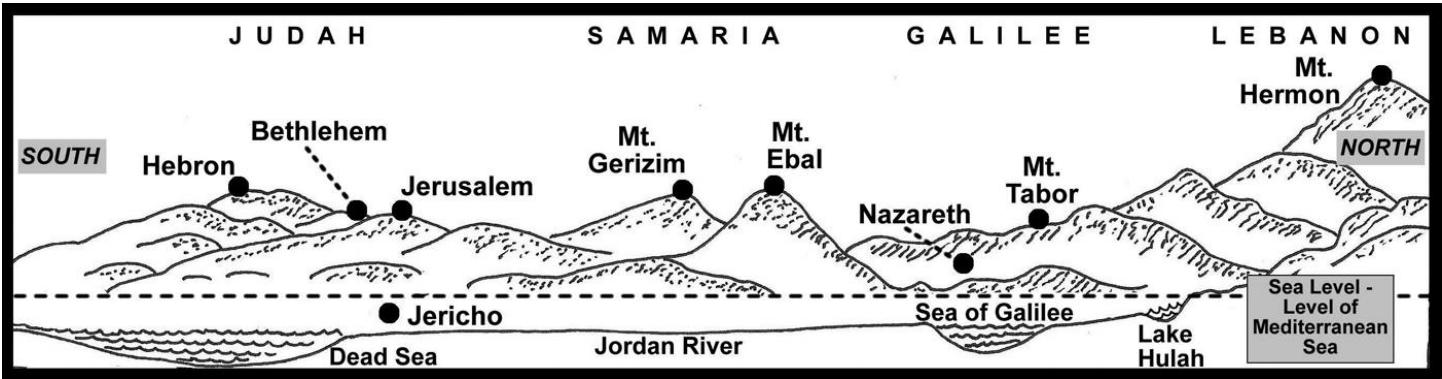 JUDAH SAMARIA GALILEE LEBANON
Mt.
Hermon
Bethlehem
Mt.
Gerizim
Mt.
Ebal
SOUTH
NORTH
Hebron
Jerusalem
Mt.
Tabor
Nazareth
Jericho
Sea of Galilee
Sea Level -
Level of
Mediterranean
Sea
Dead Sea
Jordan River
Lake
Hulah